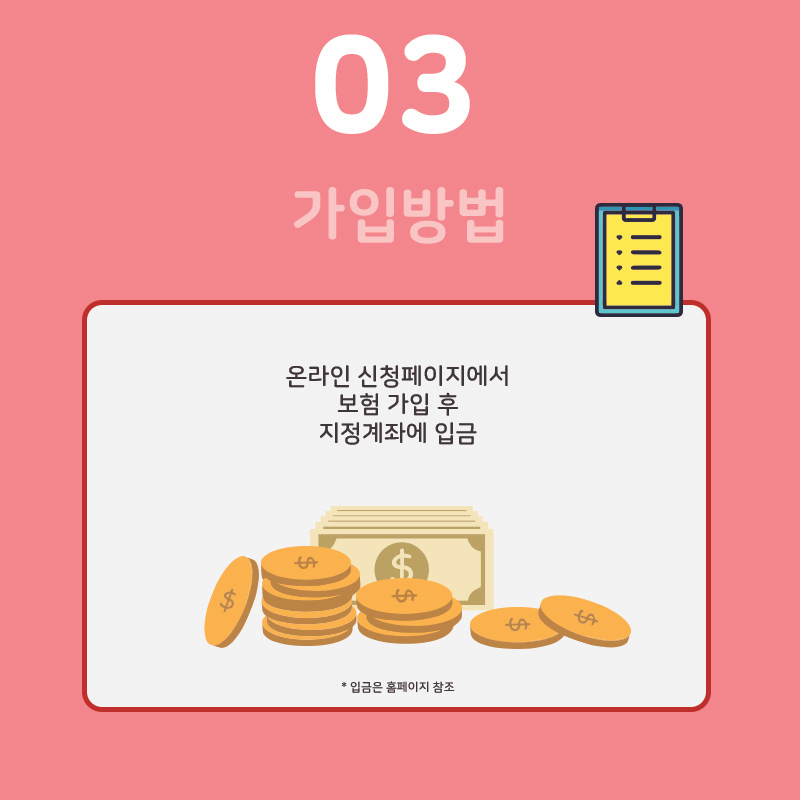 03
가입방법
온라인 신청페이지에서
보험 가입 후
지정계좌에 입금
* 입금은 홈페이지 참조